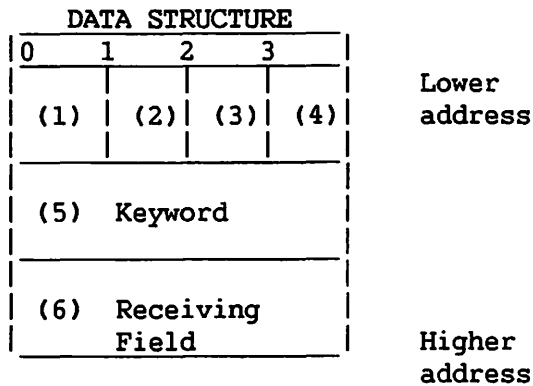 DATA STRUCTURE
0 1 2 3
(1) (2) (3) (4)
Lower
address
(5) Keyword
(6) Receiving
Field
Higher
address